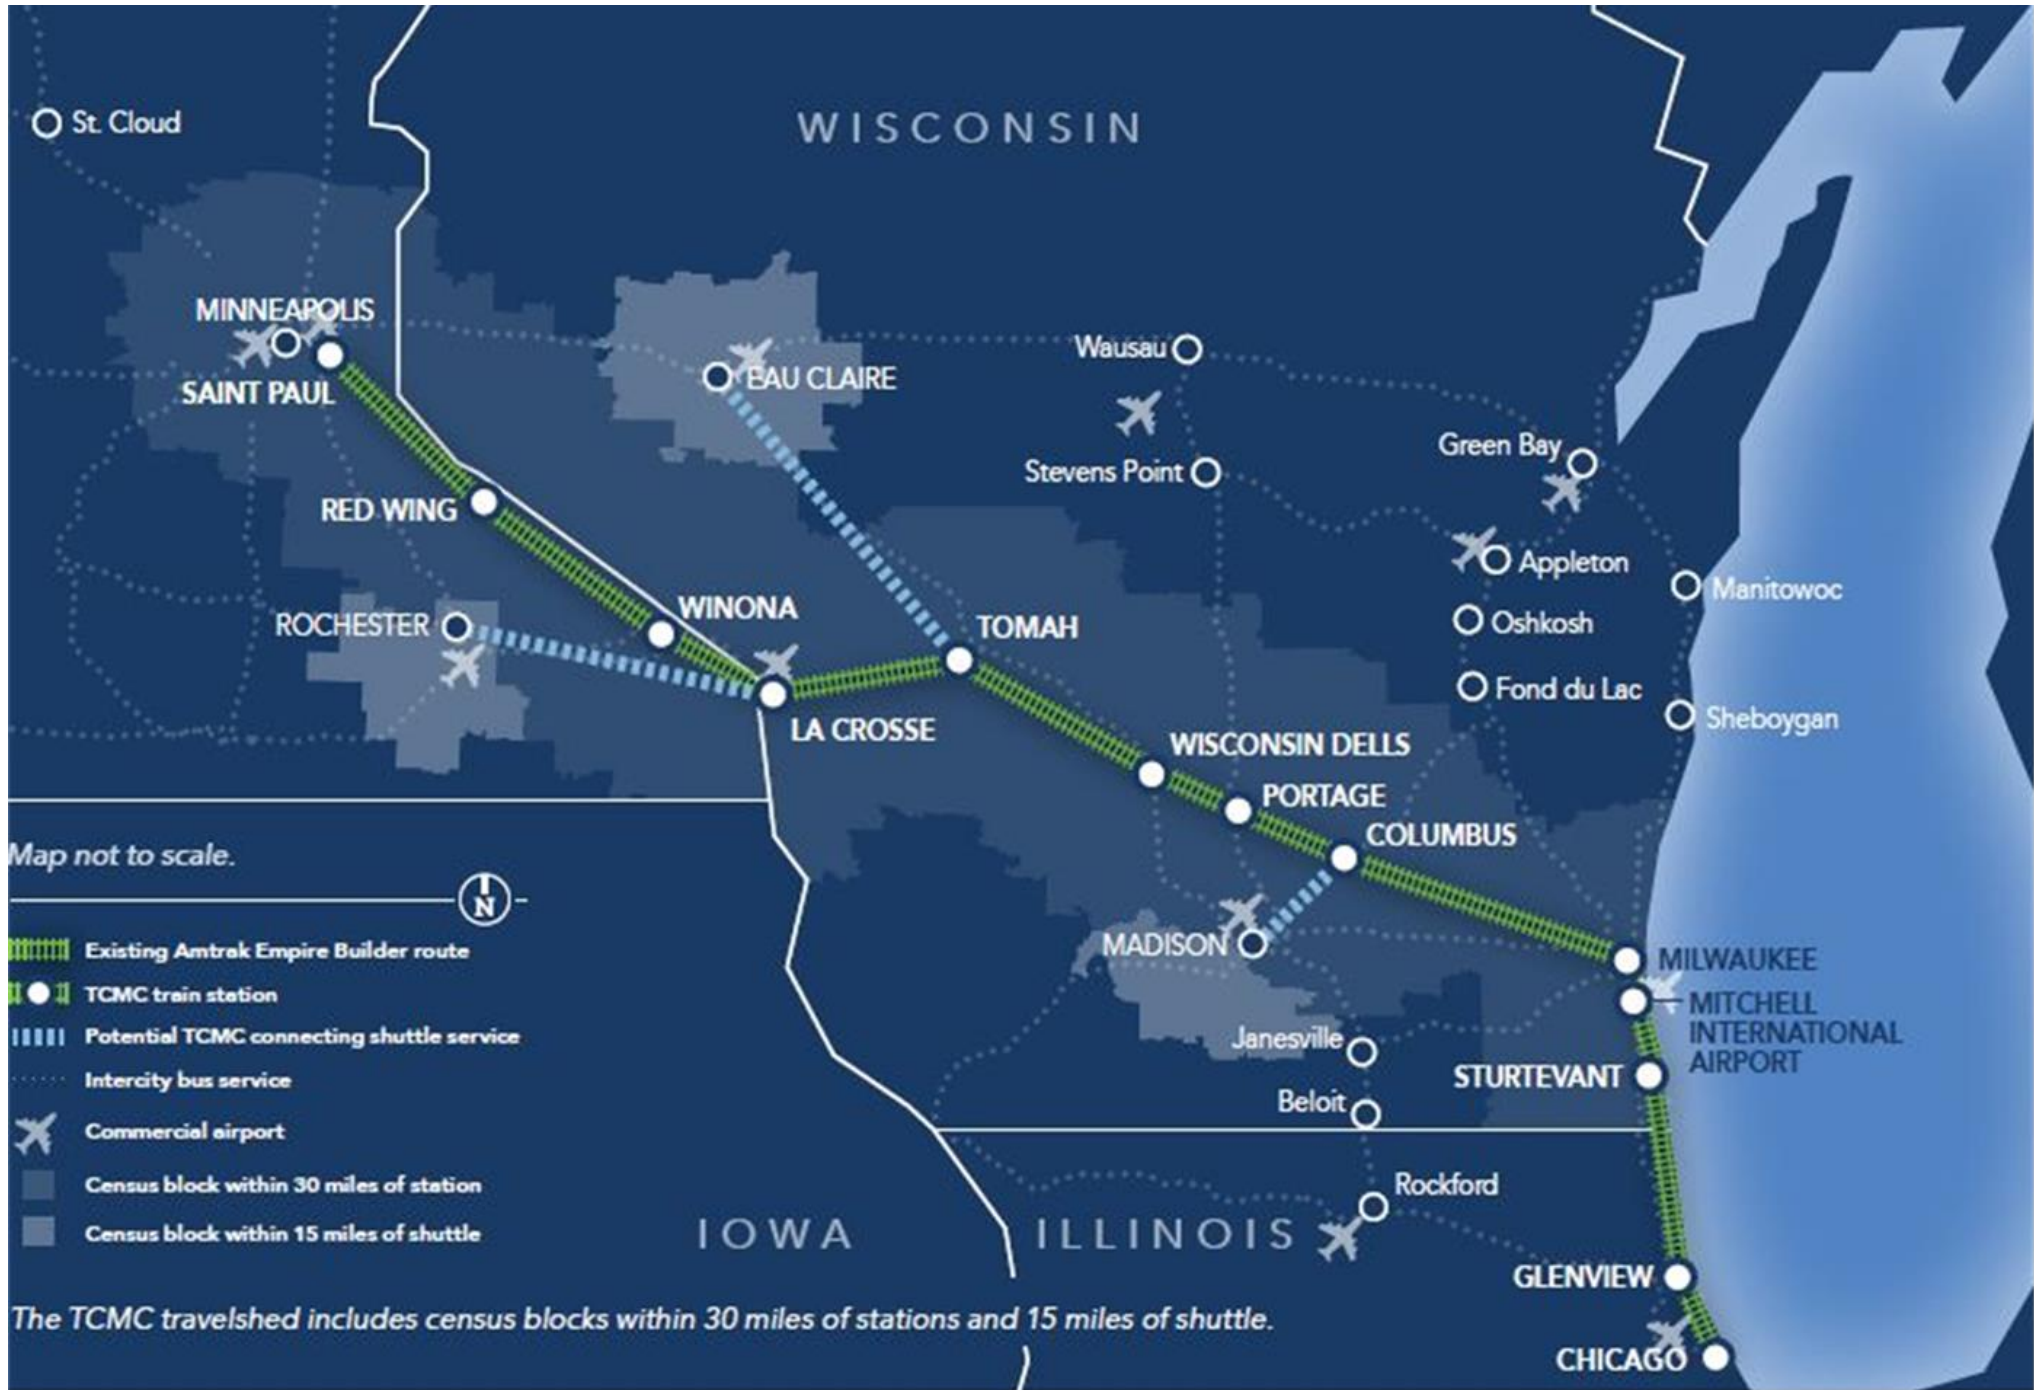 WISCONSIN
St. Cloud
MINNEAPOLIS
SAINT PAUL
EAU CLAIRE
Wausau
Stevens Point
Green Bay
RED WING
Appleton
Manitowoc
ROCHESTER
WINONA
TOMAH
Oshkosh
Fond du Lac
Sheboygan
LA CROSSE
WISCONSIN DELLS
PORTAGE
COLUMBUS
MADISON
MILWAUKEE
MITCHELL
INTERNATIONAL
AIRPORT
Janesville
STURTEVANT
Beloit
Rockford
IOWA
ILLINOIS
GLENVIEW
CHICAGO
Map not to scale.
N
Existing Amtrak Empire Builder route
TCMC train station
Potential TCMC connecting shuttle service
Intercity bus service
Commercial airport
Census block within 30 miles of station
Census block within 15 miles of shuttle
The TCMC travelshed includes census blocks within 30 miles of stations and 15 miles of shuttle.